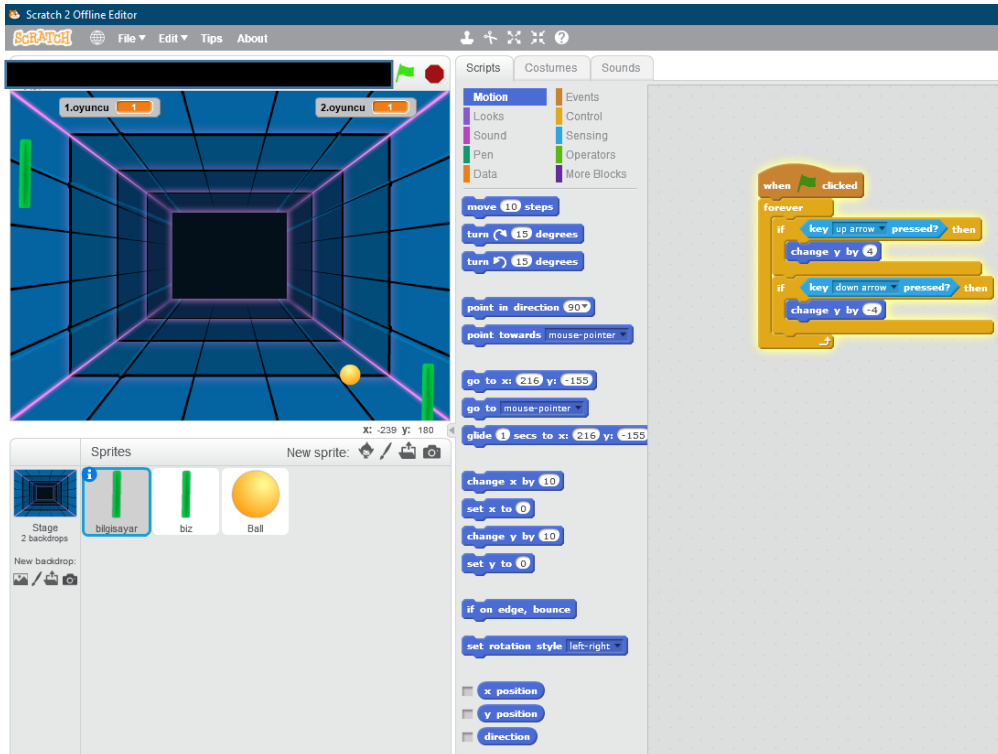 Scratch 2 Offline Editor
SCRATCH File Edit Tips About
Scripts Costumes Sounds
1.oyuncu 1
2.oyuncu 1
Motion Events
Looks Control
Sound Sensing
Pen Operators
Data More Blocks
move 10 steps
turn 15 degrees
turn 15 degrees
point in direction 90
point towards mouse-pointer
go to x: 216 y: -155
go to mouse-pointer
glide 1 secs to x: 216 y: -155
change x by 10
set x to 0
change y by 10
set y to 0
if on edge, bounce
set rotation style left-right
x position
y position
direction
when clicked
forever
if key up arrow pressed? then
change y by 4
if key down arrow pressed? then
change y by -4
x: -239 y: 180
Sprites New sprite:
Stage
2 backdrops
New backdrop:
bilgisayar
biz
Ball